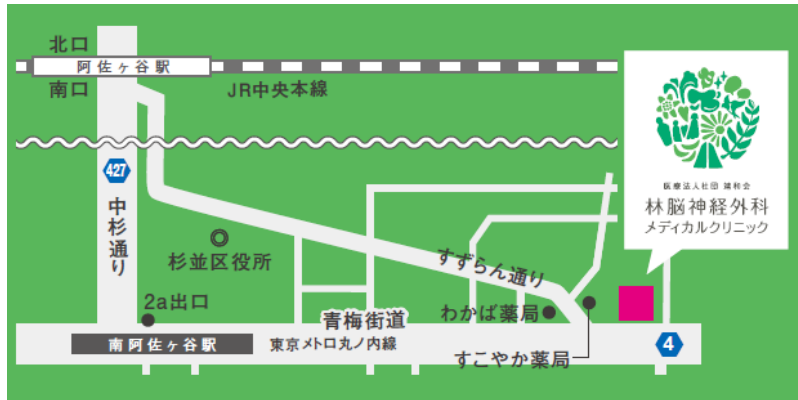 北口
阿佐ヶ谷駅
南口
JR中央本線
427
中杉通り
杉並区役所
2a出口
南阿佐ヶ谷駅
東京メトロ丸ノ内線
青梅街道
すずらん通り
わかば薬局
すこやか薬局
4
医療法人社団 鴻和会
林脳神経外科
メディカルクリニック